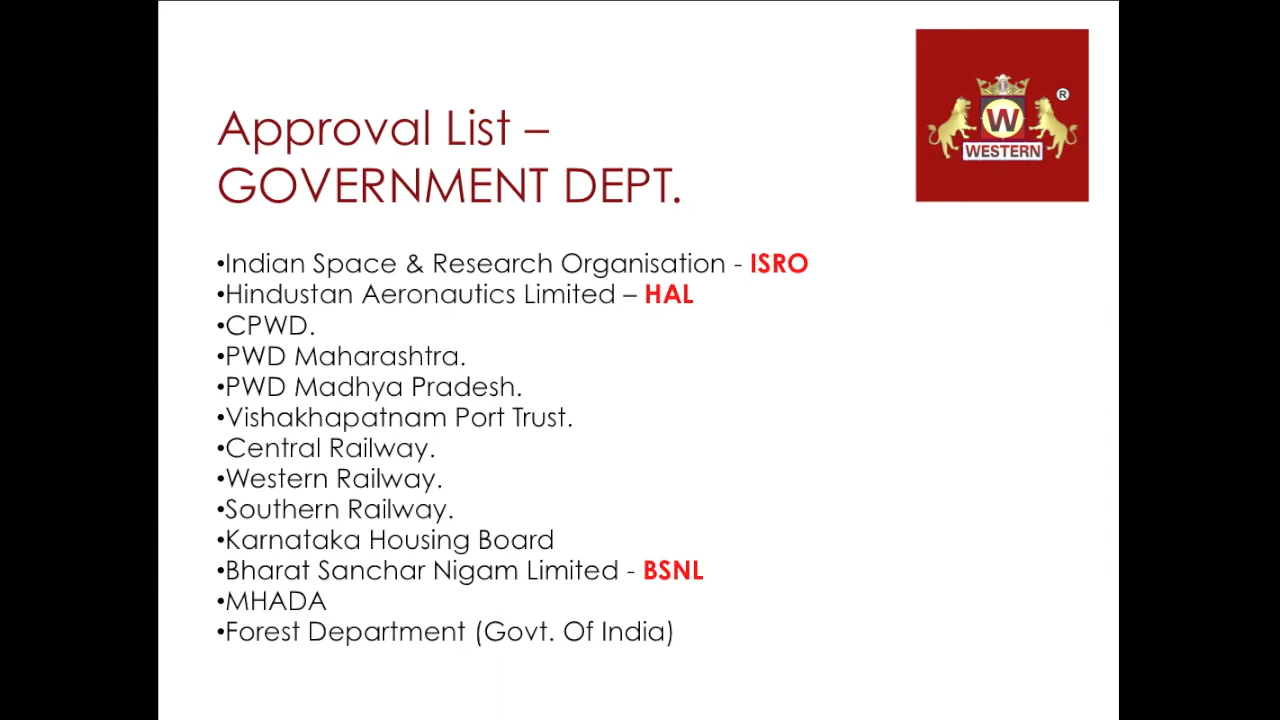 Approval List –
GOVERNMENT DEPT.
W
®
WESTERN
•Indian Space & Research Organisation - ISRO
•Hindustan Aeronautics Limited – HAL
•CPWD.
•PWD Maharashtra.
•PWD Madhya Pradesh.
•Vishakhapatnam Port Trust.
•Central Railway.
•Western Railway.
•Southern Railway.
•Karnataka Housing Board
•Bharat Sanchar Nigam Limited - BSNL
•MHADA
•Forest Department (Govt. Of India)